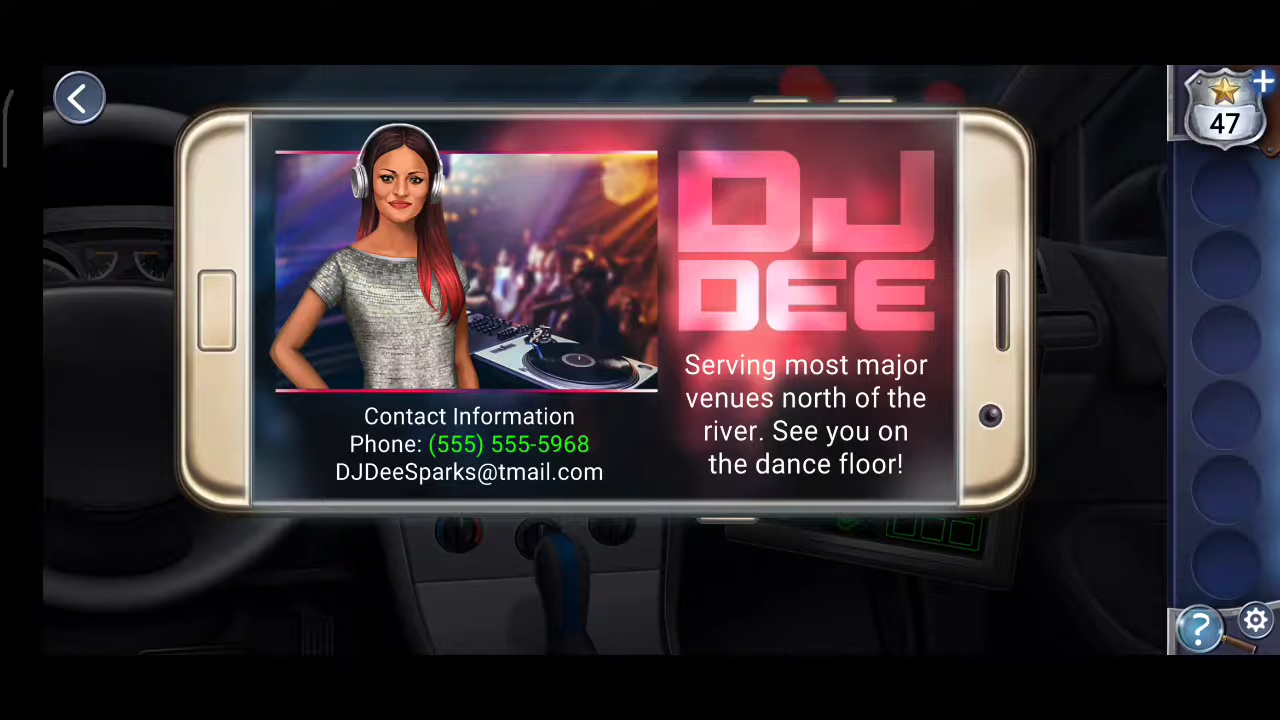 DJ
DEE
Serving most major
venues north of the
river. See you on
the dance floor!
Contact Information
Phone: (555) 555-5968
DJDeeSparks@tmail.com
47
?